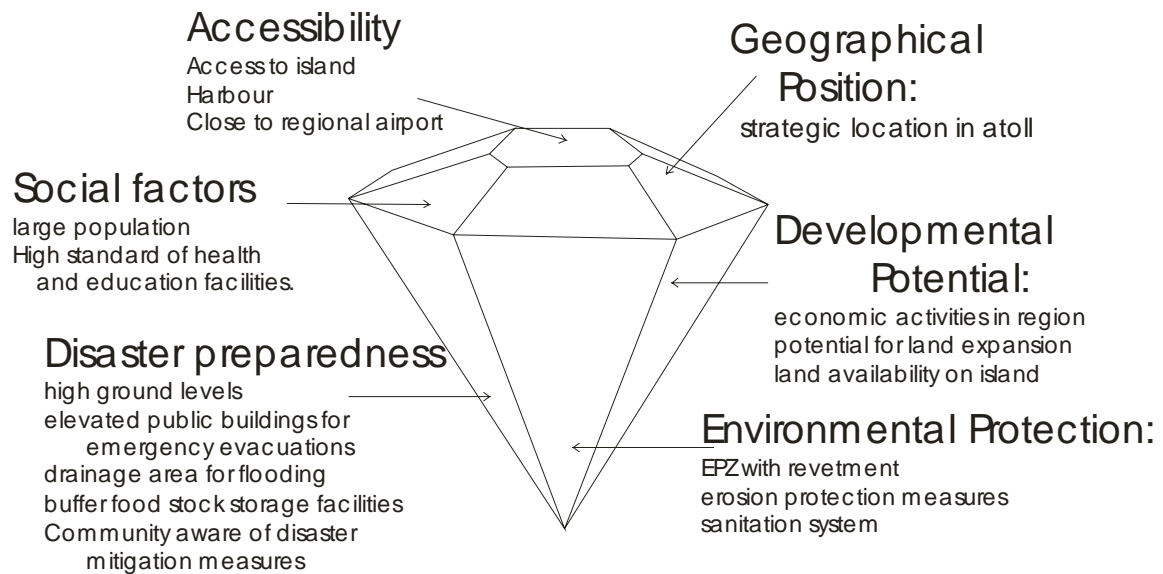 Accessibility
Access to island
Harbour
Close to regional airport
Geographical
Position:
strategic location in atoll
Social factors
large population
High standard of health
and education facilities.
Developmental
Potential:
economic activities in region
potential for land expansion
land availability on island
Disaster preparedness
high ground levels
elevated public buildings for
emergency evacuations
drainage area for flooding
buffer food stock storage facilities
Community aware of disaster
mitigation measures
Environmental Protection:
EPZ with revetment
erosion protection measures
sanitation system